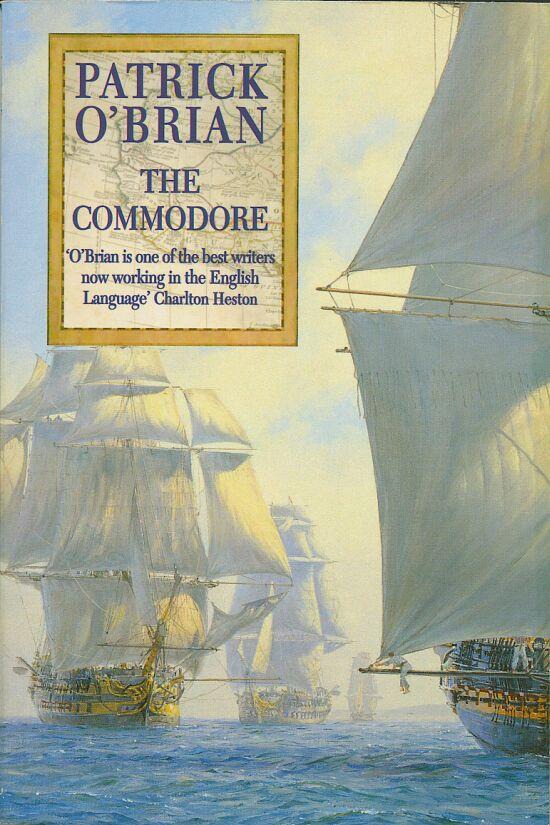 PATRICK
O'BRIAN
THE
COMMODORE
'O'Brian is one of the best writers
now working in the English
Language' Charlton Heston